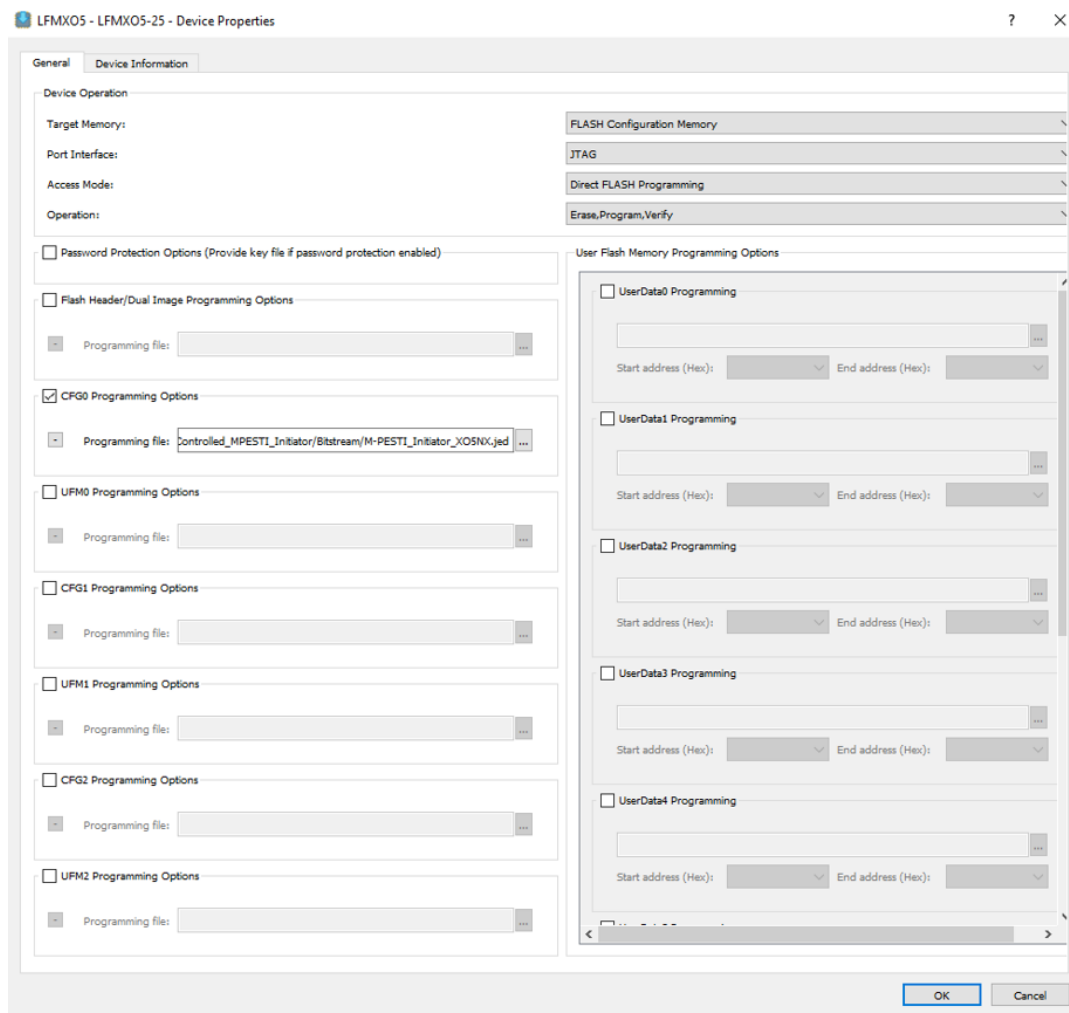 LFMXO5 - LFMXO5-25 - Device Properties
General Device Information
Device Operation
Target Memory: FLASH Configuration Memory
Port Interface: JTAG
Access Mode: Direct FLASH Programming
Operation: Erase,Program,Verify
Password Protection Options (Provide key file if password protection enabled)
Flash Header/Dual Image Programming Options
Programming file: ...
CFG0 Programming Options
Programming file: Controlled_MPESTI_Initiator/Bitstream/M-PESTI_Initiator_XO5NX.jed ...
UFM0 Programming Options
Programming file: ...
CFG1 Programming Options
Programming file: ...
UFM1 Programming Options
Programming file: ...
CFG2 Programming Options
Programming file: ...
UFM2 Programming Options
Programming file: ...
User Flash Memory Programming Options
UserData0 Programming
...
Start address (Hex): End address (Hex):
UserData1 Programming
...
Start address (Hex): End address (Hex):
UserData2 Programming
...
Start address (Hex): End address (Hex):
UserData3 Programming
...
Start address (Hex): End address (Hex):
UserData4 Programming
...
Start address (Hex): End address (Hex):
OK Cancel